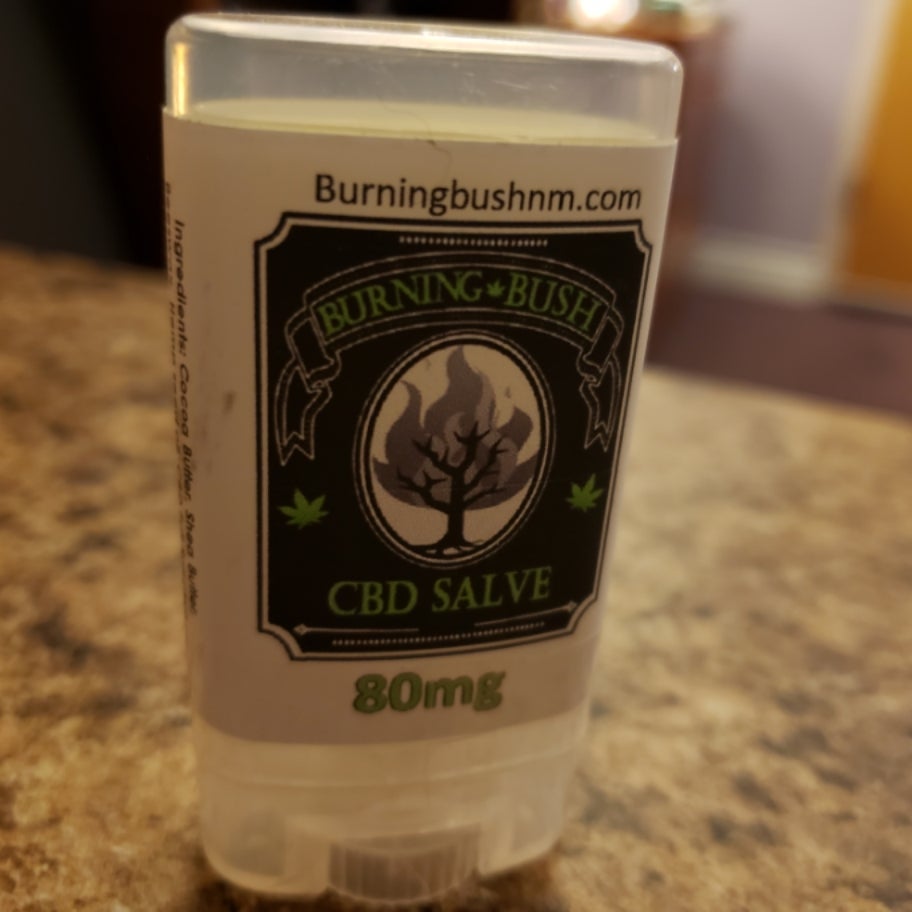 Burningbushnm.com
BURNING BUSH
CBD SALVE
80mg
Ingredients: Cocoa Butter, Shea Butter,